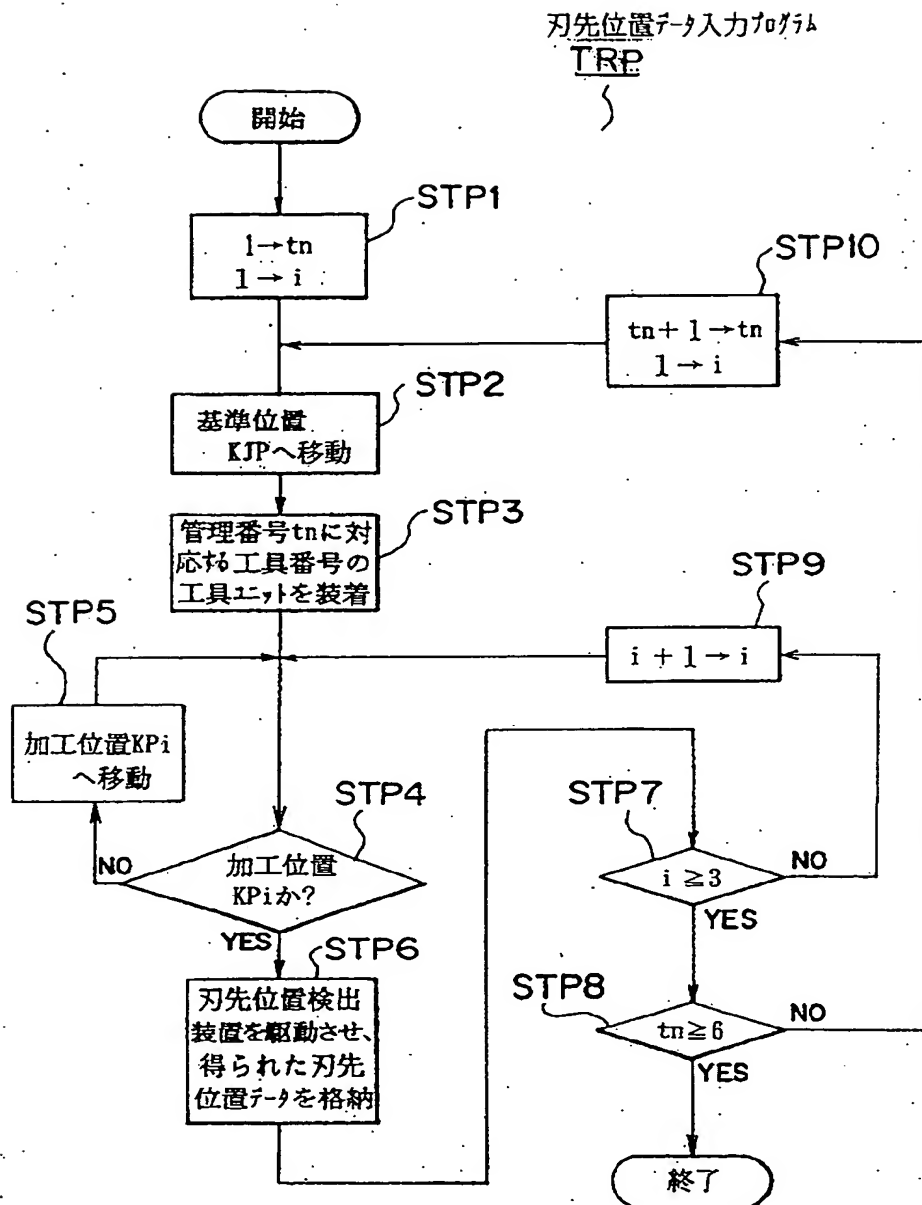 刃先位置データ入力プログラム
TRP
開始
STP1
1→tn
1→i
STP10
tn+1→tn
1→i
STP2
基準位置
KJPへ移動
STP3
管理番号tnに対
応する工具番号の
工具ユニットを装着
STP9
i+1→i
STP5
加工位置KPi
へ移動
STP4
加工位置
KPiか?
NO
YES
STP6
刃先位置検出
装置を駆動させ、
得られた刃先
位置データを格納
STP7
i≧3
NO
YES
STP8
tn≧6
NO
YES
終了